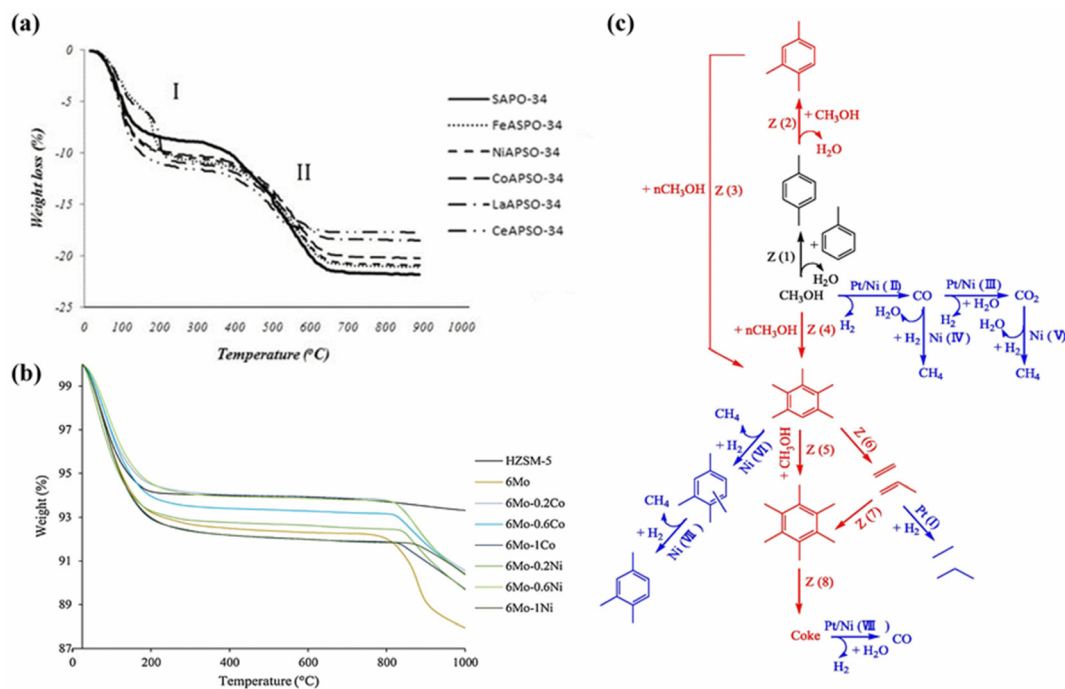 (a)
0
-5
-10
-15
-20
-25
Weight loss (%)
0 100 200 300 400 500 600 700 800 900 1000
Temperature (°C)
I
II
SAPO-34
FeASPO-34
NiAPSO-34
CoAPSO-34
LaAPSO-34
CeAPSO-34
(b)
99
97
95
93
91
89
87
Weight (%)
0 200 400 600 800 1000
Temperature (°C)
HZSM-5
6Mo
6Mo-0.2Co
6Mo-0.6Co
6Mo-1Co
6Mo-0.2Ni
6Mo-0.6Ni
6Mo-1Ni
(c)
Z (2)
+ CH3OH
H2O
+ nCH3OH
Z (3)
Z (1)
+
H2O
CH3OH
Pt/Ni (Ⅱ)
H2
CO
Pt/Ni (Ⅲ)
+ H2O
H2
CO2
+ nCH3OH
Z (4)
H2O
+ H2
Ni (Ⅳ)
CH4
H2O
+ H2
Ni (Ⅴ)
CH4
CH4
+ H2
Ni (Ⅵ)
+ CH3OH
Z (5)
Z (6)
CH4
+ H2
Ni (Ⅶ)
Z (7)
Pt (Ⅰ)
+ H2
Z (8)
Coke
Pt/Ni (Ⅷ)
+ H2O
H2
CO